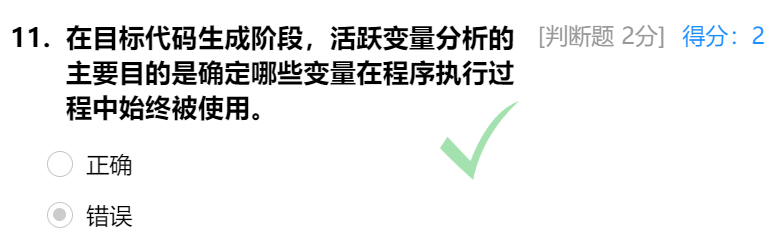 11. 在目标代码生成阶段，活跃变量分析的 [判断题 2分] 得分：2
主要目的是确定哪些变量在程序执行过
程中始终被使用。
正确
错误